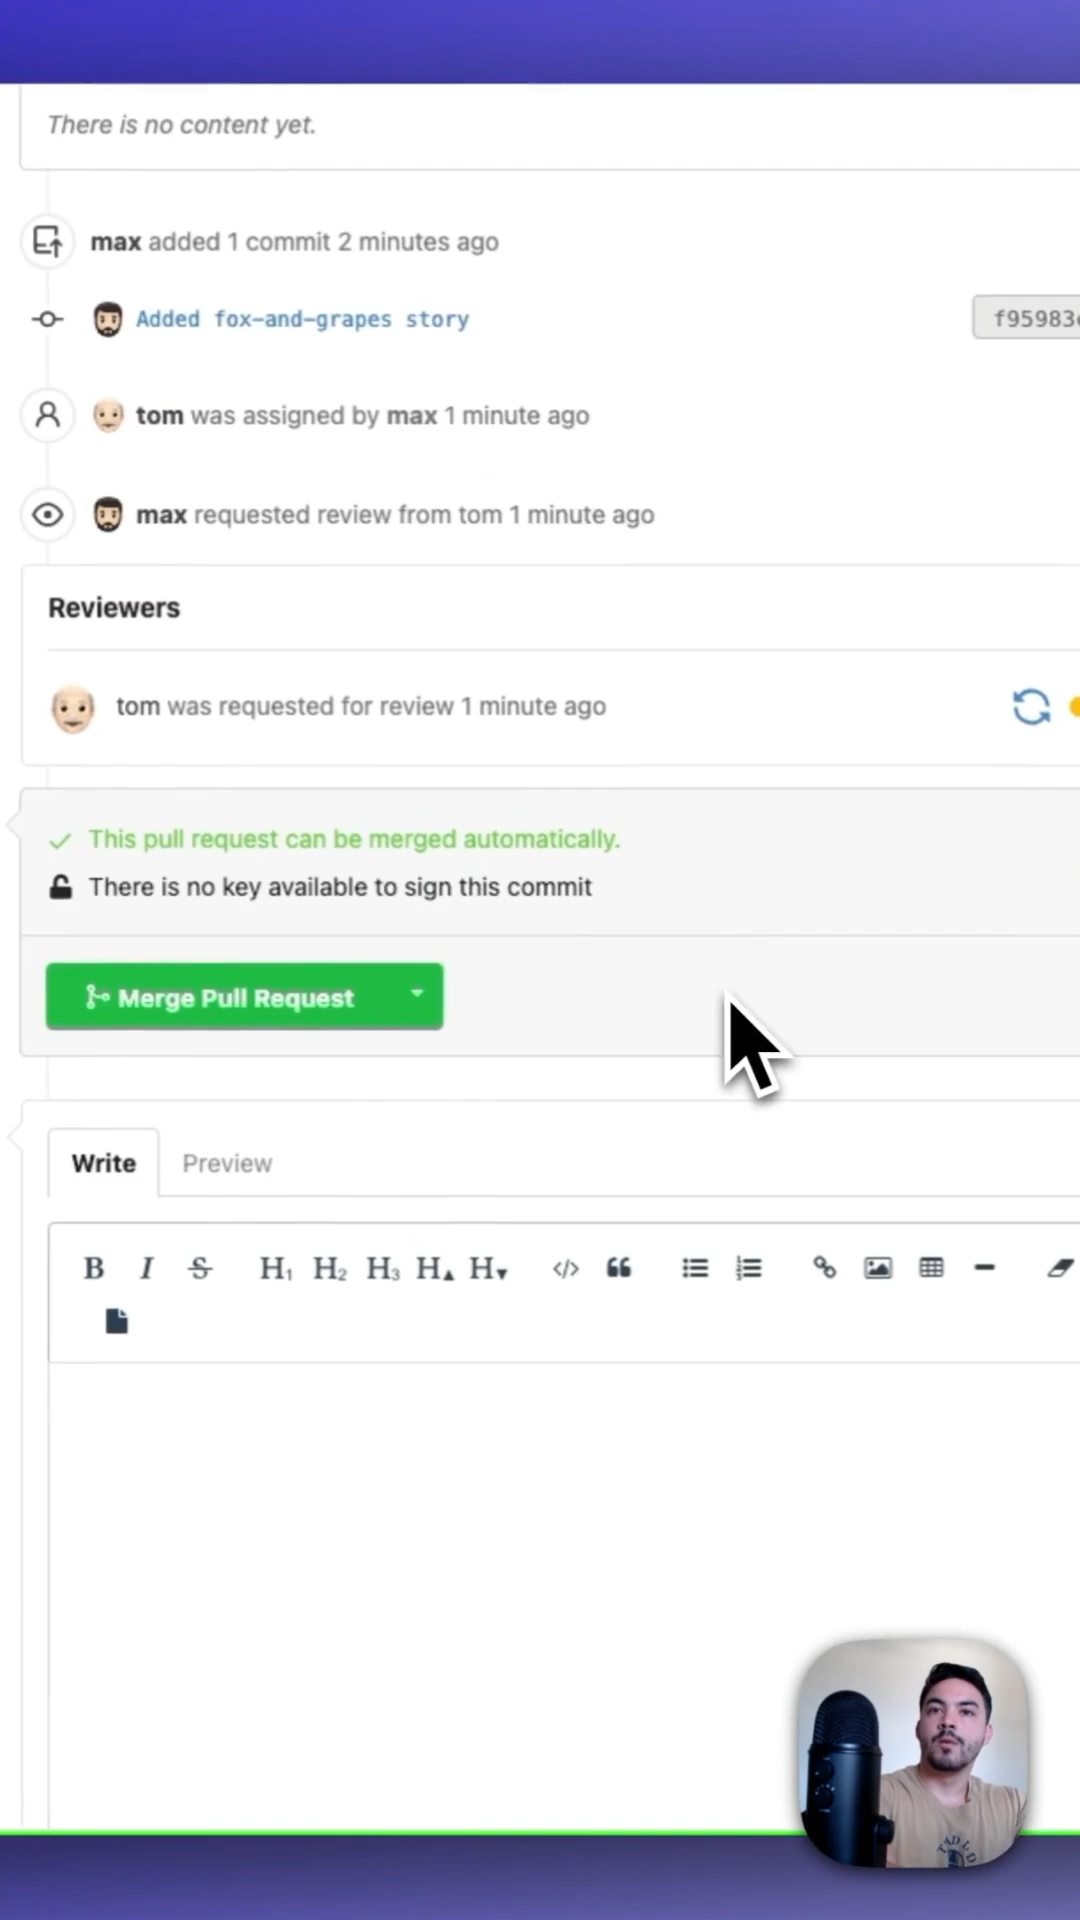 There is no content yet.
max added 1 commit 2 minutes ago
Added fox-and-grapes story
f95983
tom was assigned by max 1 minute ago
max requested review from tom 1 minute ago
Reviewers
tom was requested for review 1 minute ago
This pull request can be merged automatically.
There is no key available to sign this commit
Merge Pull Request
Write Preview
B I S H1 H2 H3 H▲ H▼ </> ❝